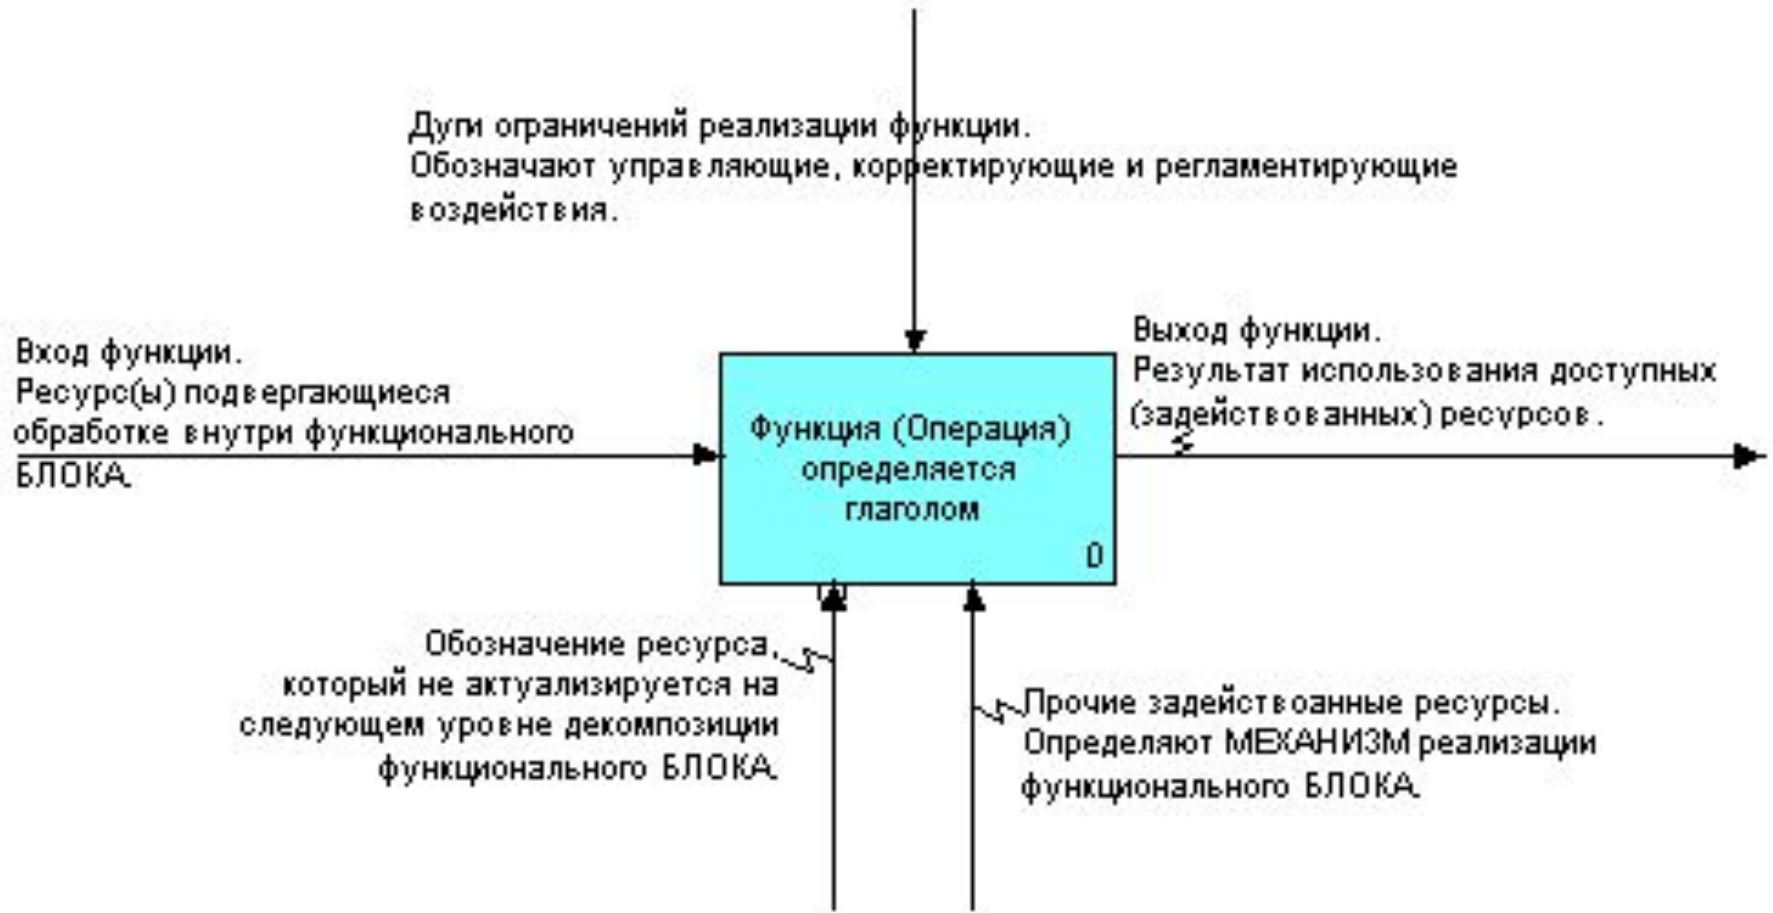 Дуги ограничений реализации функции.
Обозначают управляющие, корректирующие и регламентирующие
воздействия.
Вход функции.
Ресурс(ы) подвергающиеся
обработке внутри функционального
БЛОКА.
Выход функции.
Результат использования доступных
(задействованных) ресурсов.
Функция (Операция)
определяется
глаголом
0
Обозначение ресурса,
который не актуализируется на
следующем уровне декомпозиции
функционального БЛОКА.
Прочие задействоанные ресурсы.
Определяют МЕХАНИЗМ реализации
функционального БЛОКА.